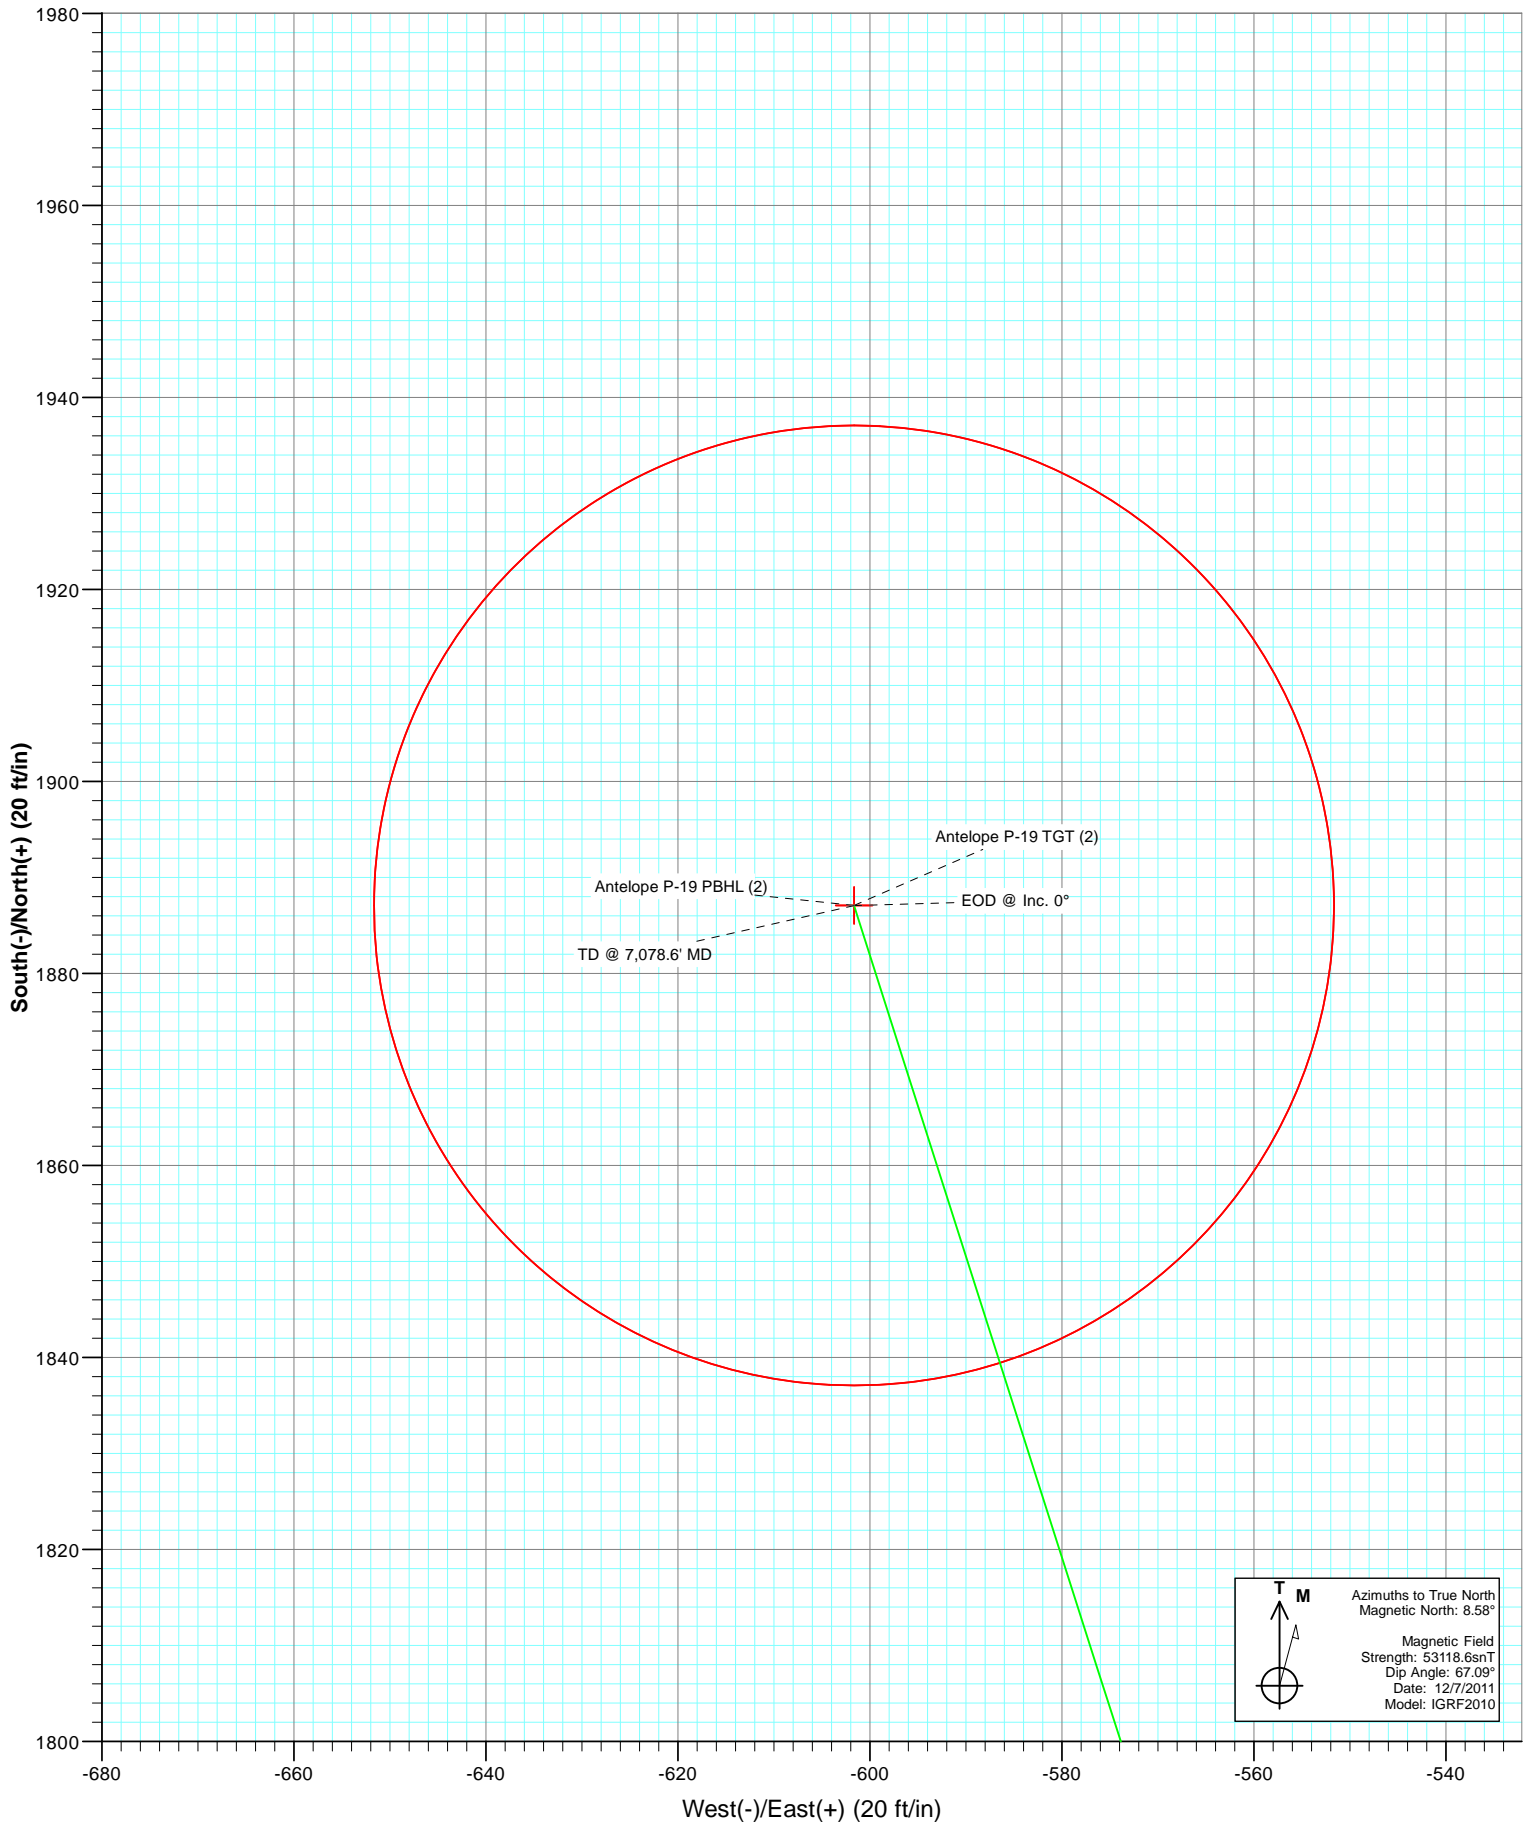 1980
1960
1940
1920
1900
1880
1860
1840
1820
1800
South(-)/North(+) (20 ft/in)
Antelope P-19 TGT (2)
Antelope P-19 PBHL (2)
EOD @ Inc. 0°
TD @ 7,078.6' MD
T M
Azimuths to True North
Magnetic North: 8.58°
Magnetic Field
Strength: 53118.6snT
Dip Angle: 67.09°
Date: 12/7/2011
Model: IGRF2010
-680 -660 -640 -620 -600 -580 -560 -540
West(-)/East(+) (20 ft/in)